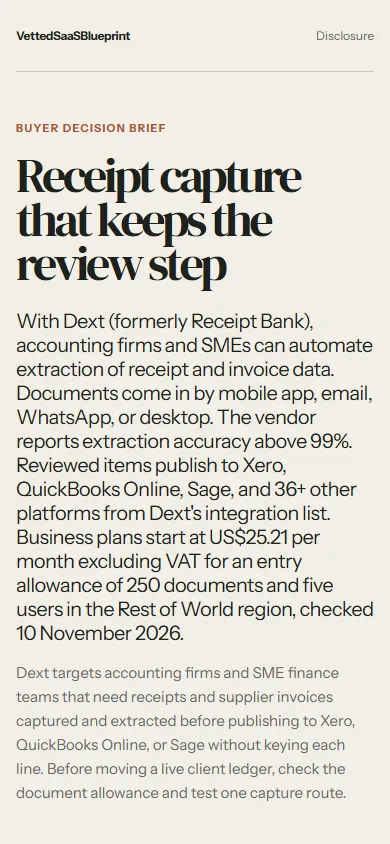 VettedSaaSBlueprint
Disclosure
BUYER DECISION BRIEF
Receipt capture
that keeps the
review step
With Dext (formerly Receipt Bank),
accounting firms and SMEs can automate
extraction of receipt and invoice data.
Documents come in by mobile app, email,
WhatsApp, or desktop. The vendor
reports extraction accuracy above 99%.
Reviewed items publish to Xero,
QuickBooks Online, Sage, and 36+ other
platforms from Dext's integration list.
Business plans start at US$25.21 per
month excluding VAT for an entry
allowance of 250 documents and five
users in the Rest of World region, checked
10 November 2026.
Dext targets accounting firms and SME finance
teams that need receipts and supplier invoices
captured and extracted before publishing to Xero,
QuickBooks Online, or Sage without keying each
line. Before moving a live client ledger, check the
document allowance and test one capture route.